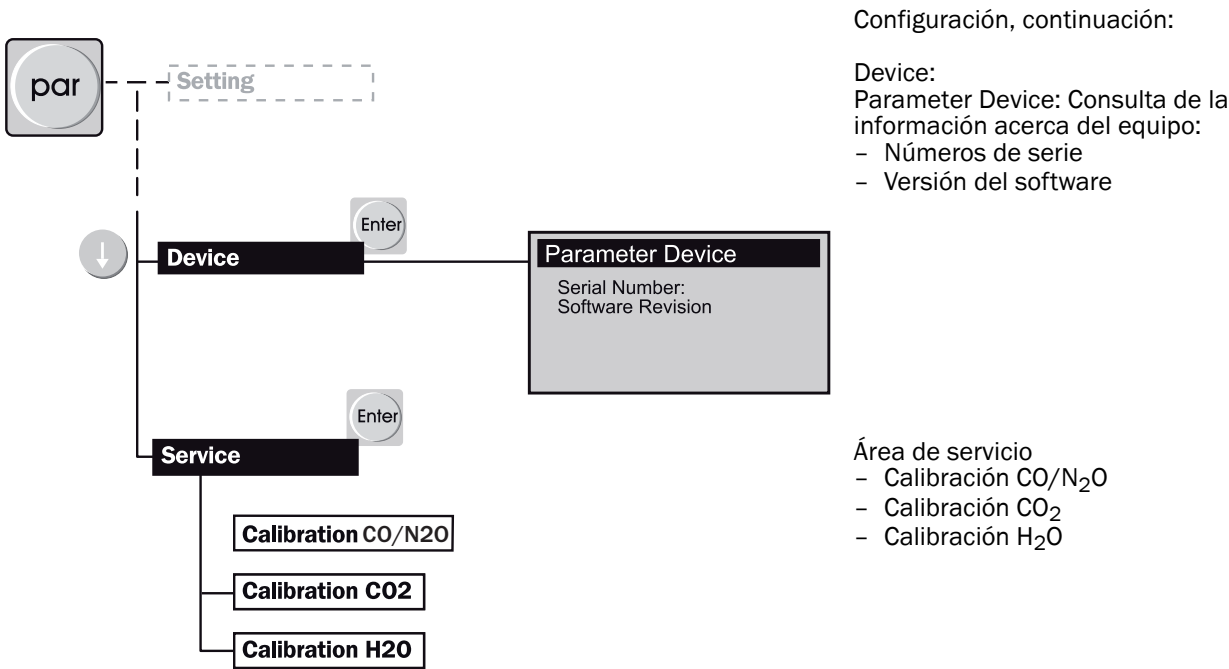 Configuración, continuación:
par
Setting
Device:
Parameter Device: Consulta de la
información acerca del equipo:
– Números de serie
– Versión del software
Enter
↓
Device
Parameter Device
Serial Number:
Software Revision
Enter
Service
Área de servicio
– Calibración CO/N₂O
– Calibración CO₂
– Calibración H₂O
Calibration CO/N2O
Calibration CO2
Calibration H2O